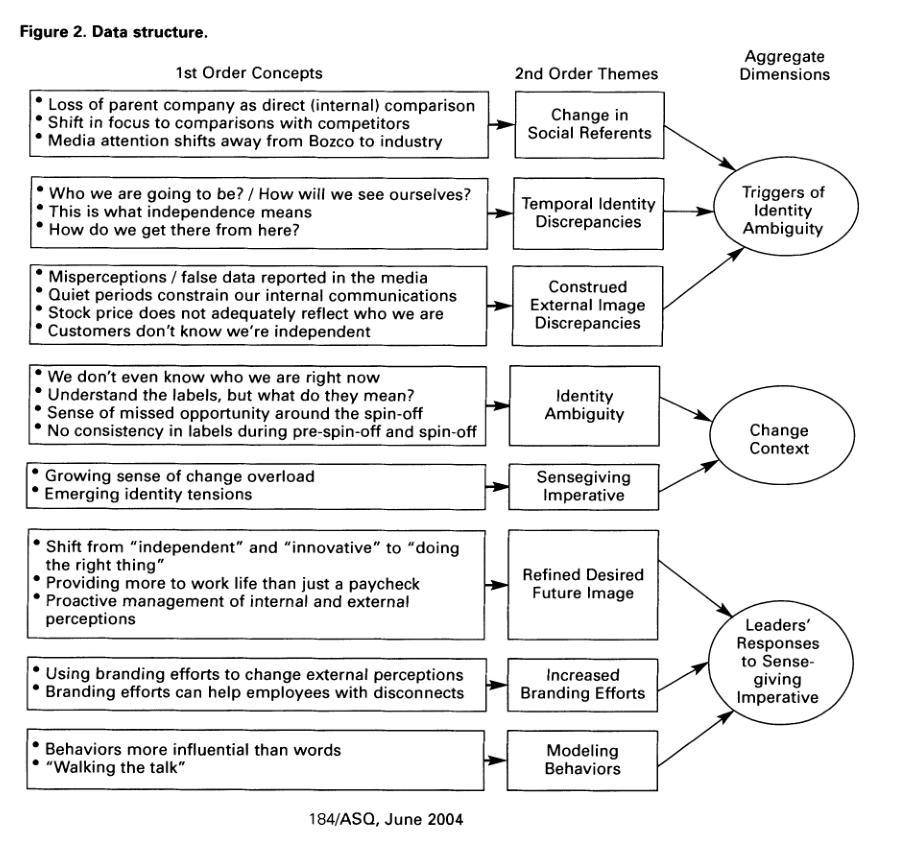 Figure 2. Data structure.
1st Order Concepts
2nd Order Themes
Aggregate
Dimensions
• Loss of parent company as direct (internal) comparison
• Shift in focus to comparisons with competitors
• Media attention shifts away from Bozco to industry
Change in
Social Referents
• Who we are going to be? / How will we see ourselves?
• This is what independence means
• How do we get there from here?
Temporal Identity
Discrepancies
Triggers of
Identity
Ambiguity
• Misperceptions / false data reported in the media
• Quiet periods constrain our internal communications
• Stock price does not adequately reflect who we are
• Customers don't know we're independent
Construed
External Image
Discrepancies
• We don't even know who we are right now
• Understand the labels, but what do they mean?
• Sense of missed opportunity around the spin-off
• No consistency in labels during pre-spin-off and spin-off
Identity
Ambiguity
Change
Context
• Growing sense of change overload
• Emerging identity tensions
Sensegiving
Imperative
• Shift from “independent” and “innovative” to “doing
the right thing”
• Providing more to work life than just a paycheck
• Proactive management of internal and external
perceptions
Refined Desired
Future Image
Leaders'
Responses
to Sense-
giving
Imperative
• Using branding efforts to change external perceptions
• Branding efforts can help employees with disconnects
Increased
Branding Efforts
• Behaviors more influential than words
• “Walking the talk”
Modeling
Behaviors
184/ASQ, June 2004